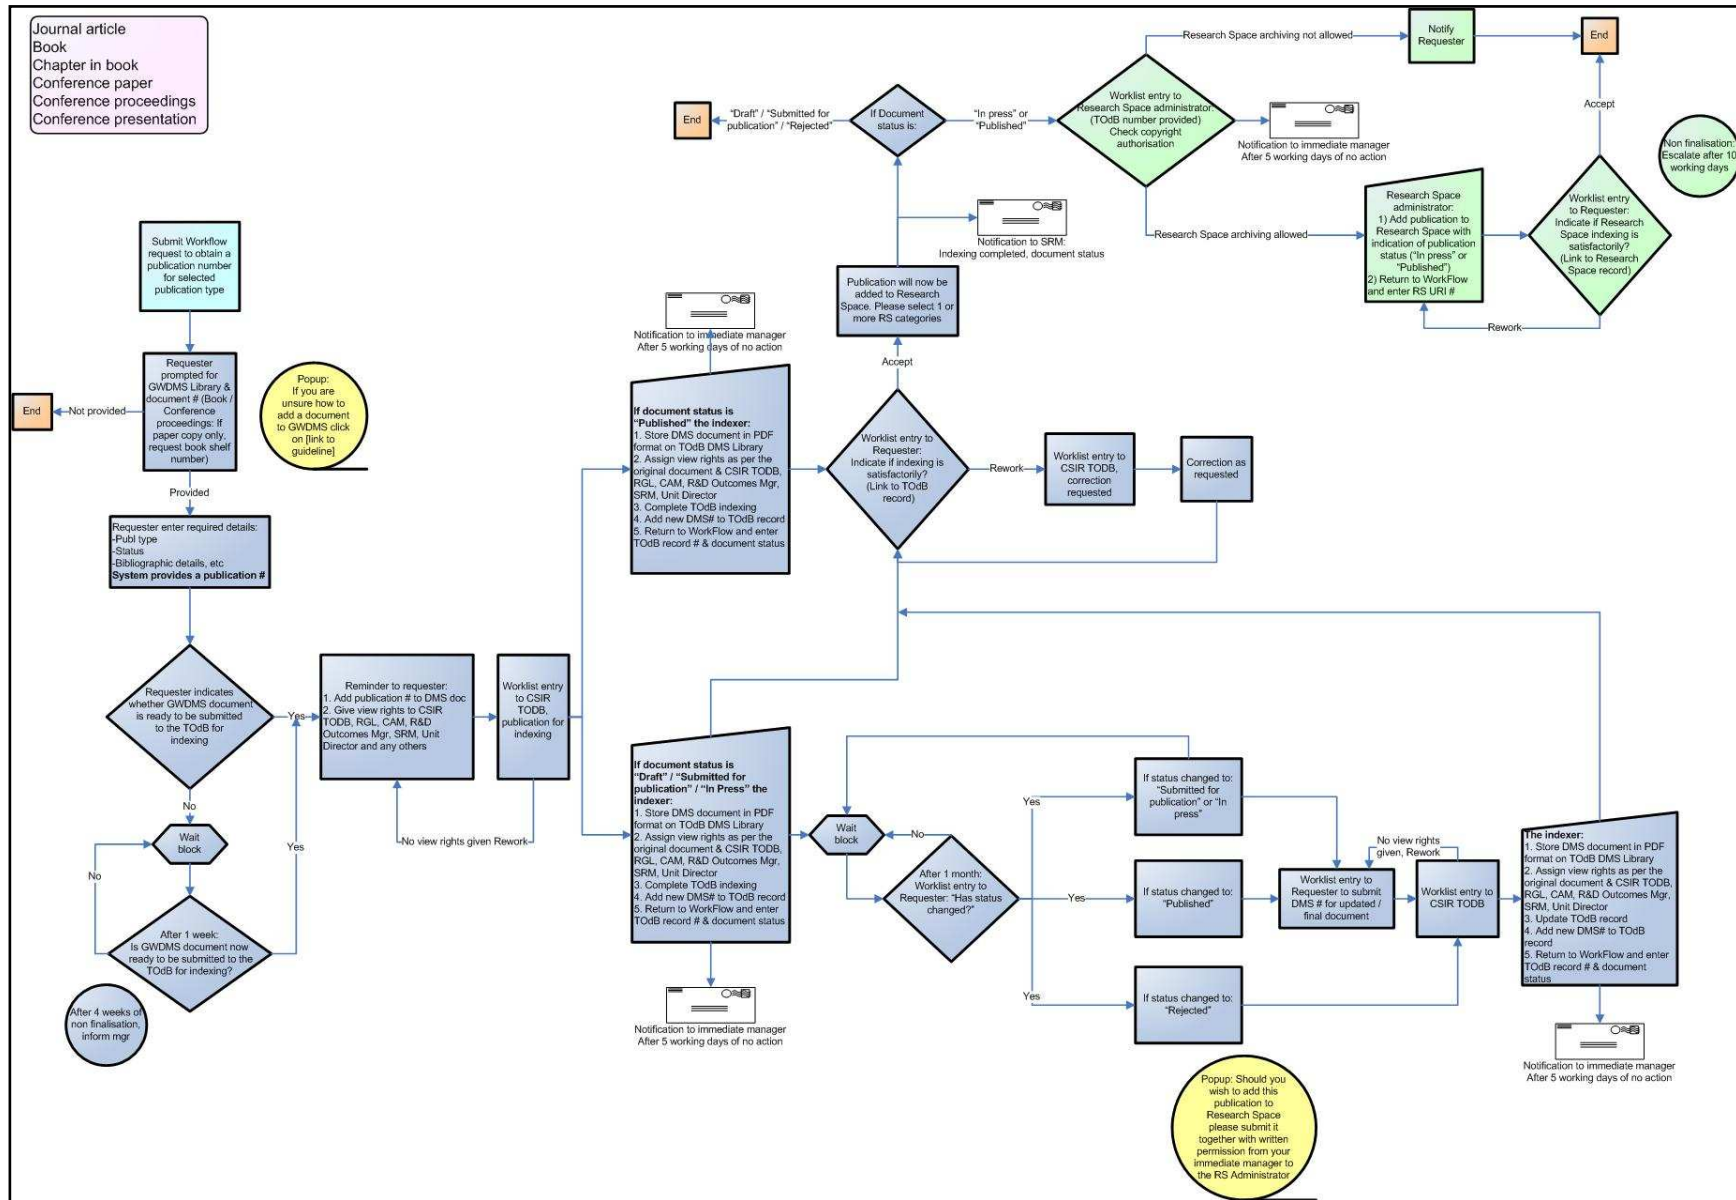 Journal article
Book
Chapter in book
Conference paper
Conference proceedings
Conference presentation
Submit Workflow
request to obtain a
publication number
for selected
publication type
Requester
prompted for
GWDMS Library &
document # (Book /
Conference
proceedings: If
paper copy only,
request book shelf
number)
Not provided
End
Popup:
If you are
unsure how to
add a document
to GWDMS click
on [link to
guideline]
Provided
Requester enter required details:
-Publ type
-Status
-Bibliographic details, etc
System provides a publication #
Requester indicates
whether GWDMS document
is ready to be submitted
to the TOdB for
indexing
Yes
No
Wait
block
No
Yes
After 1 week:
Is GWDMS document now
ready to be submitted to the
TOdB for indexing?
After 4 weeks of
non finalisation,
inform mgr
Reminder to requester:
1. Add publication # to DMS doc
2. Give view rights to CSIR
TODB, RGL, CAM, R&D
Outcomes Mgr, SRM, Unit
Director and any others
Worklist entry
to CSIR
TODB,
publication for
indexing
No view rights given Rework
Notification to immediate manager
After 5 working days of no action
If document status is
“Published” the indexer:
1. Store DMS document in PDF
format on TOdB DMS Library
2. Assign view rights as per the
original document & CSIR TODB,
RGL, CAM, R&D Outcomes Mgr,
SRM, Unit Director
3. Complete TOdB indexing
4. Add new DMS# to TOdB record
5. Return to WorkFlow and enter
TOdB record # & document status
If document status is
“Draft” / “Submitted for
publication” / “In Press” the
indexer:
1. Store DMS document in PDF
format on TOdB DMS Library
2. Assign view rights as per the
original document & CSIR TODB,
RGL, CAM, R&D Outcomes Mgr,
SRM, Unit Director
3. Complete TOdB indexing
4. Add new DMS# to TOdB record
5. Return to WorkFlow and enter
TOdB record # & document status
Notification to immediate manager
After 5 working days of no action
End
“Draft” / “Submitted for
publication” / “Rejected”
If Document
status is:
“In press” or
“Published”
Notification to SRM:
Indexing completed, document status
Publication will now be
added to Research
Space. Please select 1 or
more RS categories
Accept
Worklist entry to
Requester:
Indicate if indexing is
satisfactorily?
(Link to TOdB
record)
Rework
Worklist entry to
CSIR TODB,
correction
requested
Correction as
requested
Research Space archiving not allowed
Notify
Requester
End
Worklist entry to
Research Space administrator:
(TOdB number provided)
Check copyright
authorisation
Notification to immediate manager
After 5 working days of no action
Research Space archiving allowed
Research Space
administrator:
1) Add publication to
Research Space with
indication of publication
status (“In press” or
“Published”)
2) Return to WorkFlow
and enter RS URI #
Accept
Worklist entry
to Requester:
Indicate if Research
Space indexing is
satisfactorily?
(Link to Research
Space record)
Rework
Non finalisation:
Escalate after 10
working days
Wait
block
No
After 1 month:
Worklist entry to
Requester: “Has status
changed?”
Yes
Yes
Yes
If status changed to:
“Submitted for
publication” or “In
press”
If status changed to:
“Published”
If status changed to:
“Rejected”
Worklist entry to
Requester to submit
DMS # for updated /
final document
No view rights
given, Rework
Worklist entry to
CSIR TODB
The indexer:
1. Store DMS document in PDF
format on TOdB DMS Library
2. Assign view rights as per the
original document & CSIR TODB,
RGL, CAM, R&D Outcomes Mgr,
SRM, Unit Director
3. Update TOdB record
4. Add new DMS# to TOdB
record
5. Return to WorkFlow and enter
TOdB record # & document
status
Notification to immediate manager
After 5 working days of no action
Popup: Should you
wish to add this
publication to
Research Space
please submit it
together with written
permission from your
immediate manager to
the RS Administrator